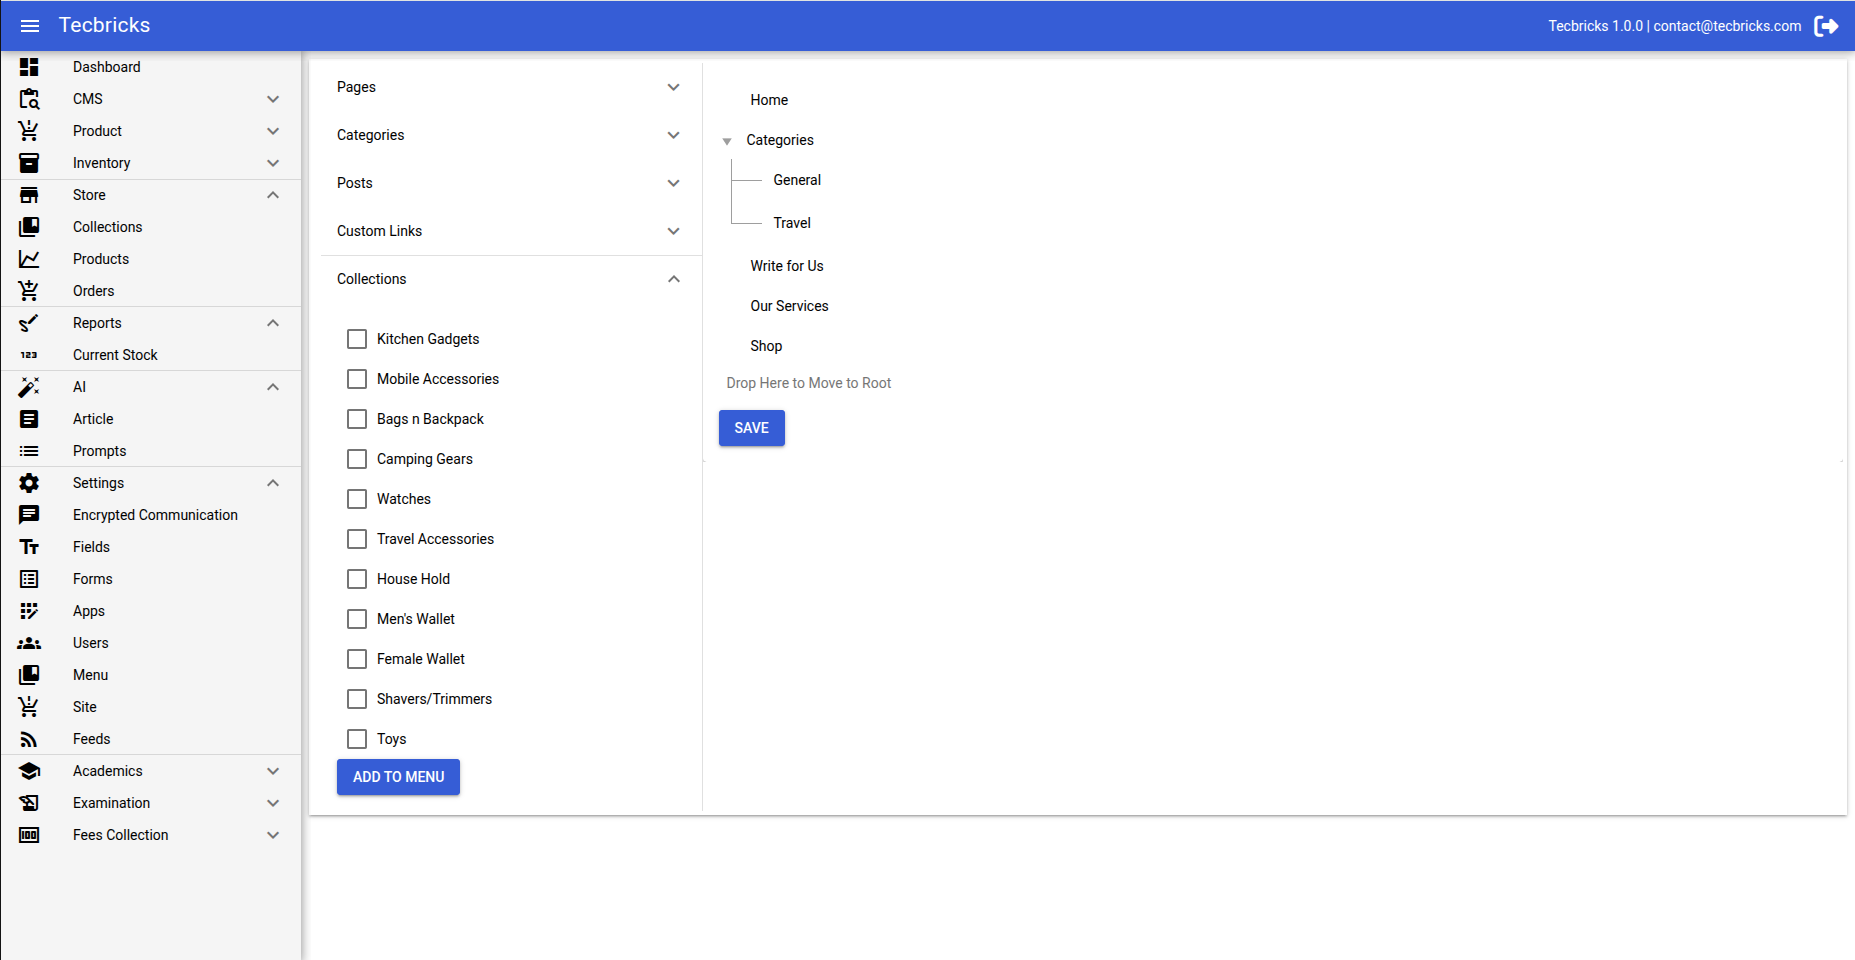 Tecbricks
Tecbricks 1.0.0 | contact@tecbricks.com
Dashboard
CMS
Product
Inventory
Store
Collections
Products
Orders
Reports
123
Current Stock
AI
Article
Prompts
Settings
Encrypted Communication
Fields
Forms
Apps
Users
Menu
Site
Feeds
Academics
Examination
Fees Collection
Pages
Categories
Posts
Custom Links
Collections
Kitchen Gadgets
Mobile Accessories
Bags n Backpack
Camping Gears
Watches
Travel Accessories
House Hold
Men's Wallet
Female Wallet
Shavers/Trimmers
Toys
ADD TO MENU
Home
Categories
General
Travel
Write for Us
Our Services
Shop
Drop Here to Move to Root
SAVE